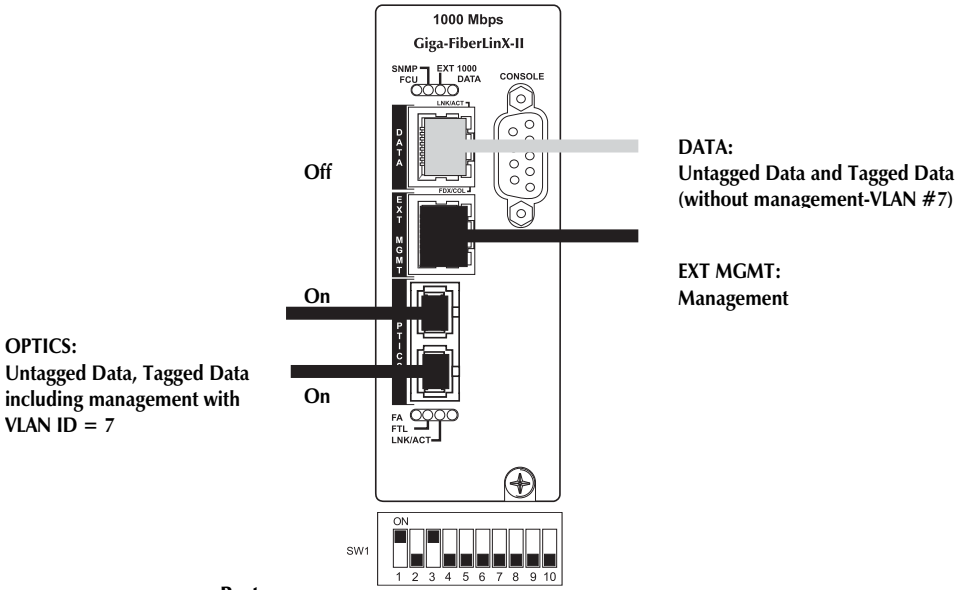 1000 Mbps
Giga-FiberLinX-II
SNMP EXT 1000
FCU DATA
CONSOLE
LNK/ACT
DATA
Off
DATA:
Untagged Data and Tagged Data
(without management-VLAN #7)
FDX/COL
EXT MGMT
EXT MGMT:
Management
On
OPTICS:
Untagged Data, Tagged Data
including management with
VLAN ID = 7
PTIC
On
FA
FTL
LNK/ACT
ON
SW1
1 2 3 4 5 6 7 8 9 10